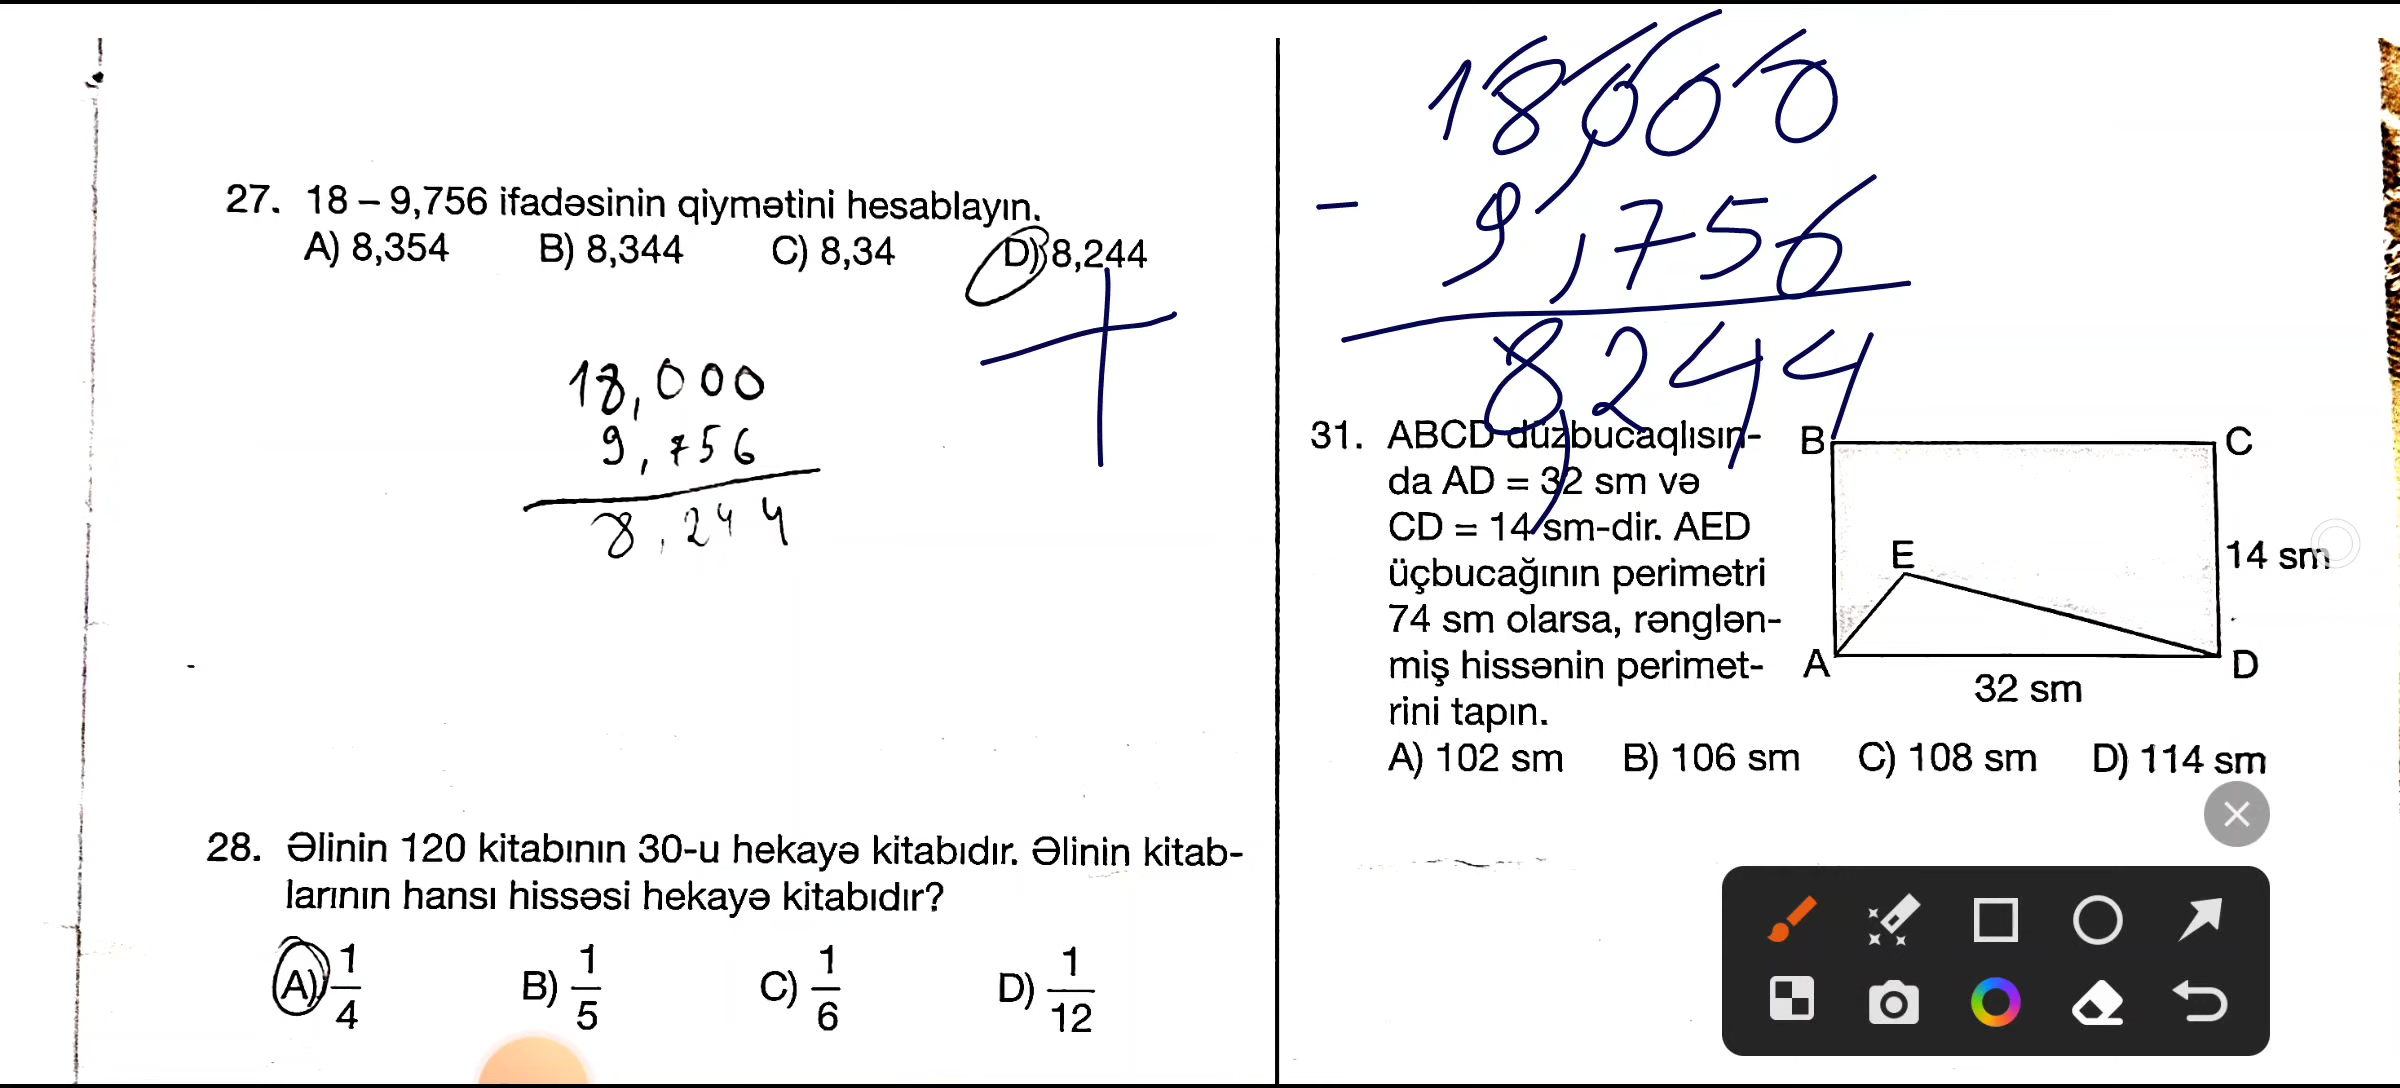 27. 18 – 9,756 ifadəsinin qiymətini hesablayın.
A) 8,354 B) 8,344 C) 8,34 D) 8,244
18,000
9,756
8,244
28. Əlinin 120 kitabının 30-u hekayə kitabıdır. Əlinin kitab-
larının hansı hissəsi hekayə kitabıdır?
A) 1/4 B) 1/5 C) 1/6 D) 1/12
18,000
– 9,756
8,244
31. ABCD düzbucaqlısın-
da AD = 32 sm və
CD = 14 sm-dir. AED
üçbucağının perimetri
74 sm olarsa, rənglən-
miş hissənin perimet-
rini tapın.
B C
E 14 sm
A D
32 sm
A) 102 sm B) 106 sm C) 108 sm D) 114 sm